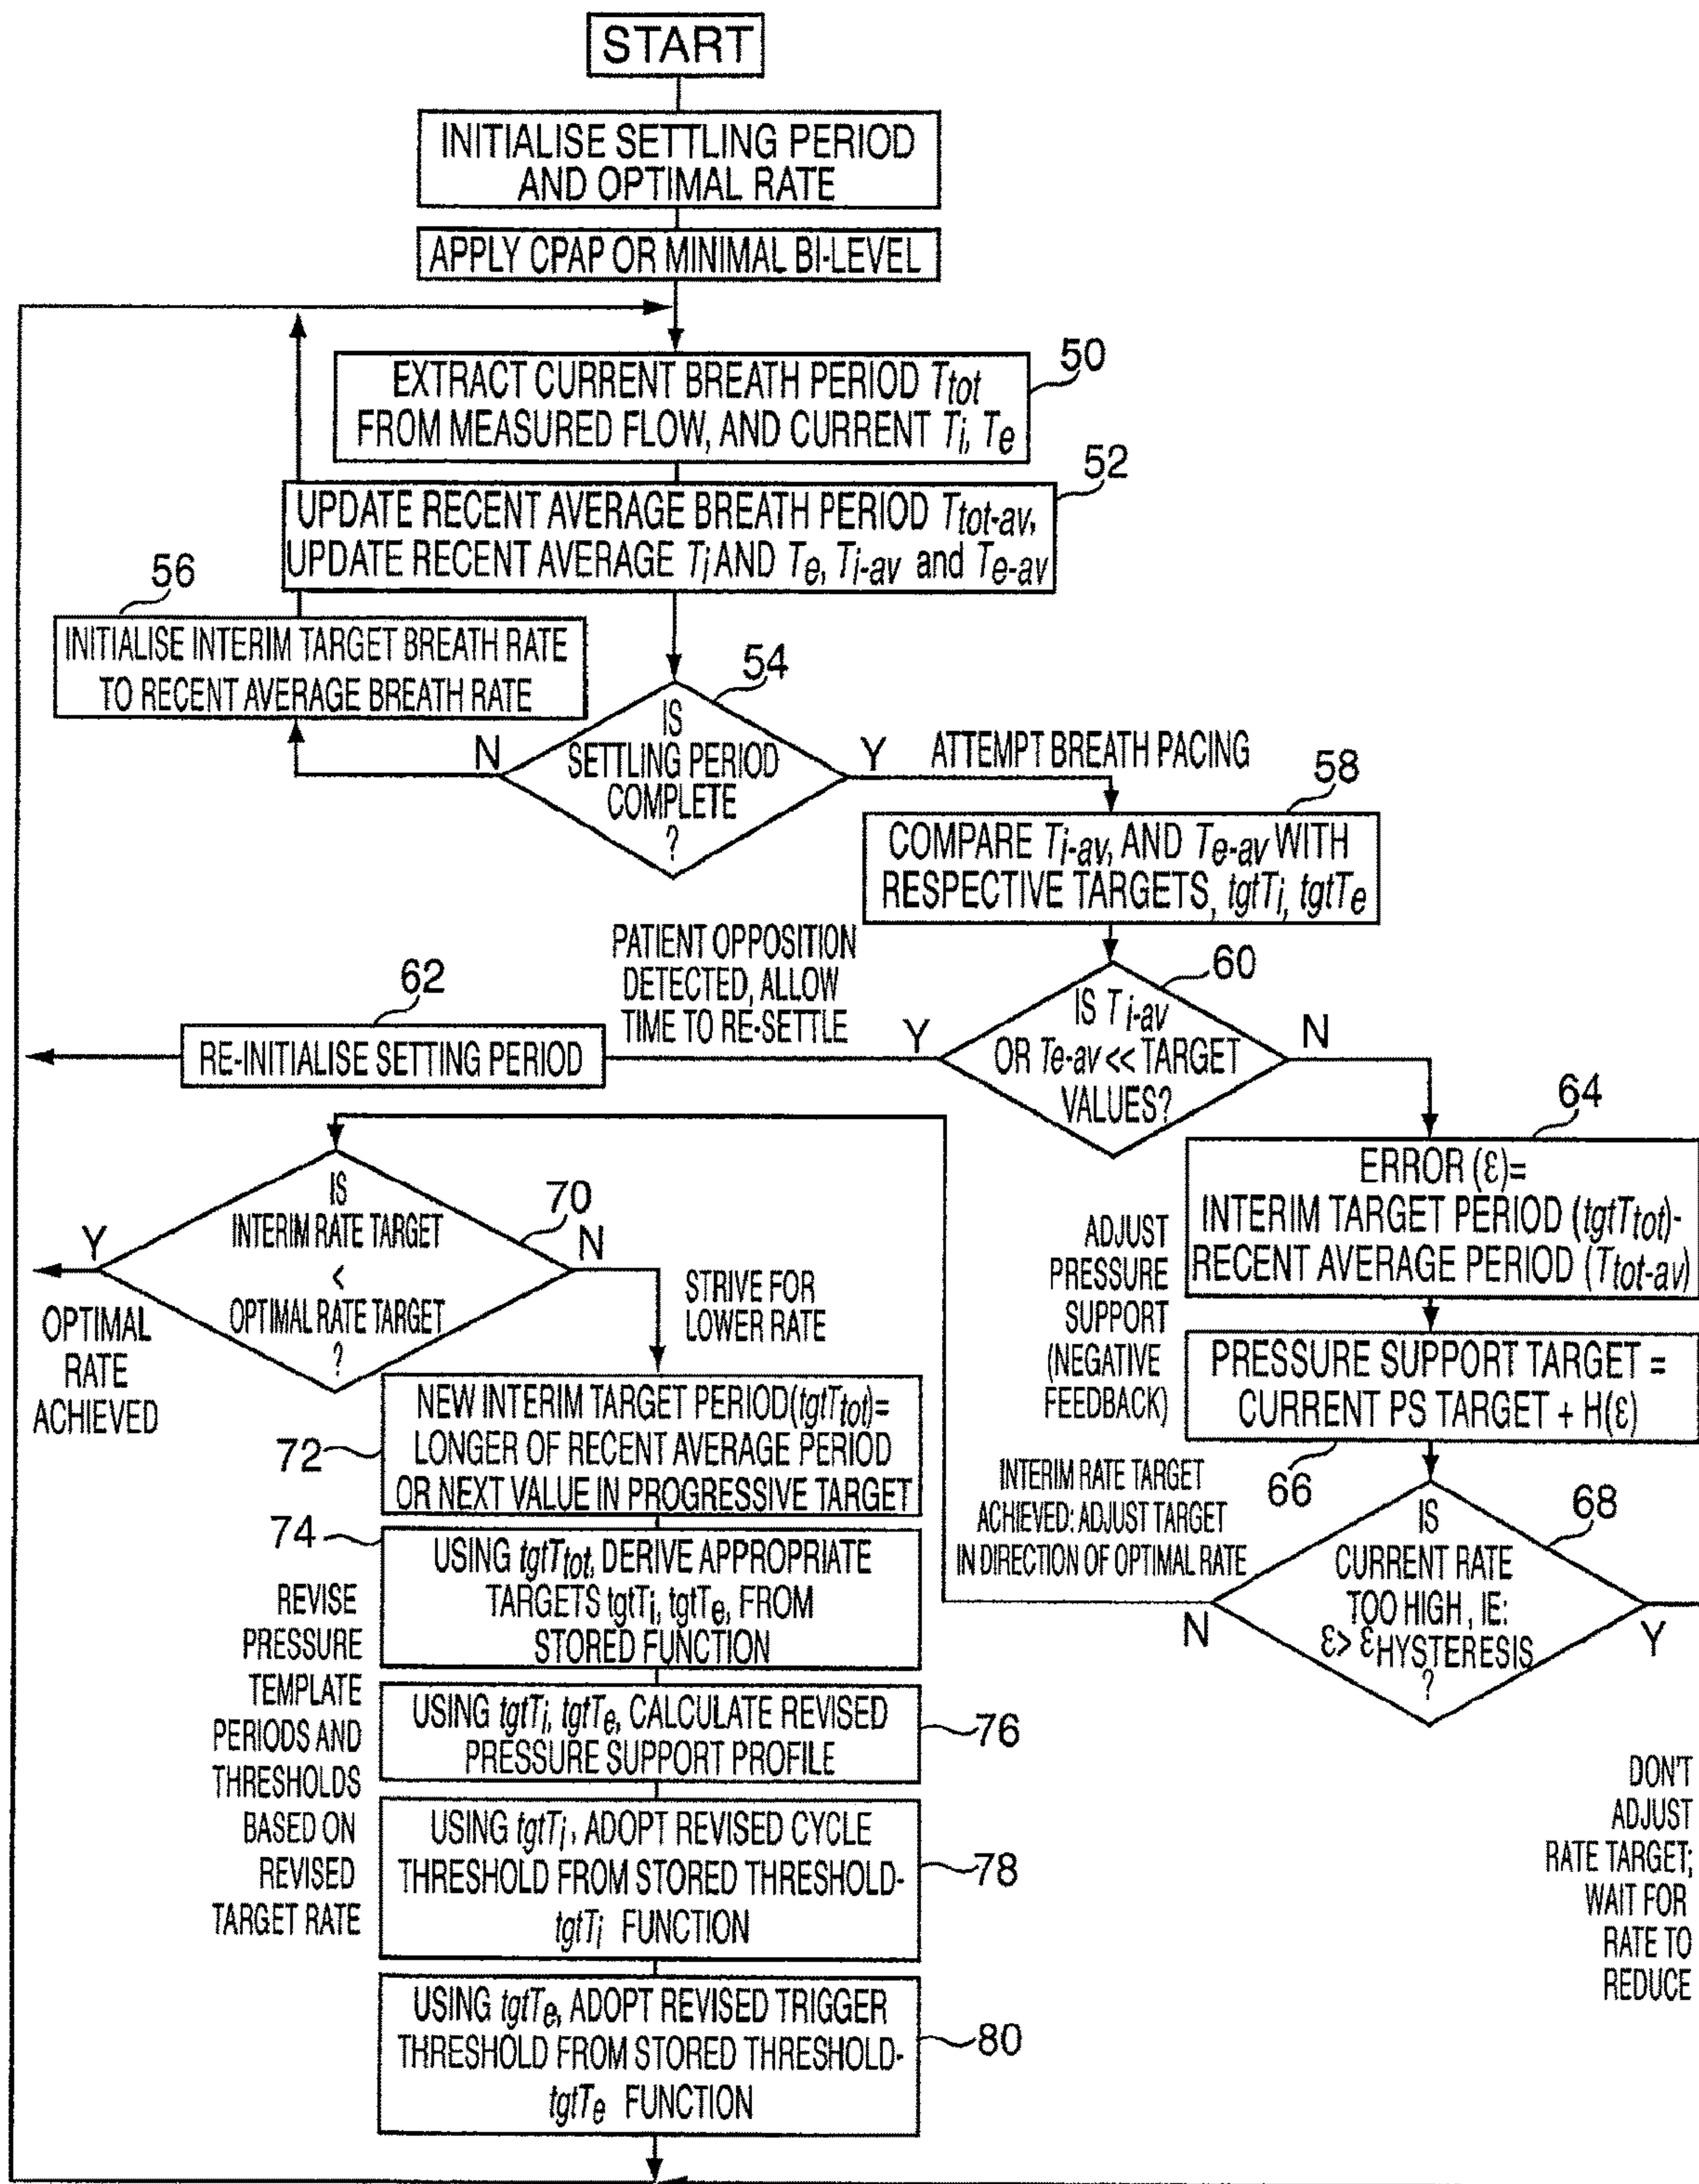 START
INITIALISE SETTLING PERIOD
AND OPTIMAL RATE
APPLY CPAP OR MINIMAL BI-LEVEL
50
EXTRACT CURRENT BREATH PERIOD Ttot
FROM MEASURED FLOW, AND CURRENT Ti, Te
52
UPDATE RECENT AVERAGE BREATH PERIOD Ttot-av,
UPDATE RECENT AVERAGE Ti AND Te, Ti-av and Te-av
56
INITIALISE INTERIM TARGET BREATH RATE
TO RECENT AVERAGE BREATH RATE
54
IS
SETTLING PERIOD
COMPLETE
?
N
Y
ATTEMPT BREATH PACING
58
COMPARE Ti-av, AND Te-av WITH
RESPECTIVE TARGETS, tgtTi, tgtTe
60
IS Ti-av
OR Te-av << TARGET
VALUES?
Y
N
PATIENT OPPOSITION
DETECTED, ALLOW
TIME TO RE-SETTLE
62
RE-INITIALISE SETTING PERIOD
64
ERROR (ε)=
INTERIM TARGET PERIOD (tgtTtot)-
RECENT AVERAGE PERIOD (Ttot-av)
ADJUST
PRESSURE
SUPPORT
(NEGATIVE
FEEDBACK)
PRESSURE SUPPORT TARGET =
CURRENT PS TARGET + H(ε)
66
68
IS
CURRENT RATE
TOO HIGH, IE:
ε> εHYSTERESIS
?
N
Y
INTERIM RATE TARGET
ACHIEVED: ADJUST TARGET
IN DIRECTION OF OPTIMAL RATE
DON'T
ADJUST
RATE TARGET;
WAIT FOR
RATE TO
REDUCE
70
IS
INTERIM RATE TARGET
<
OPTIMAL RATE TARGET
?
Y
N
OPTIMAL
RATE
ACHIEVED
STRIVE FOR
LOWER RATE
72
NEW INTERIM TARGET PERIOD(tgtTtot)=
LONGER OF RECENT AVERAGE PERIOD
OR NEXT VALUE IN PROGRESSIVE TARGET
74
USING tgtTtot, DERIVE APPROPRIATE
TARGETS tgtTi, tgtTe, FROM
STORED FUNCTION
REVISE
PRESSURE
TEMPLATE
PERIODS AND
THRESHOLDS
BASED ON
REVISED
TARGET RATE
USING tgtTi, tgtTe, CALCULATE REVISED
PRESSURE SUPPORT PROFILE
76
USING tgtTi, ADOPT REVISED CYCLE
THRESHOLD FROM STORED THRESHOLD-
tgtTi FUNCTION
78
USING tgtTe, ADOPT REVISED TRIGGER
THRESHOLD FROM STORED THRESHOLD-
tgtTe FUNCTION
80